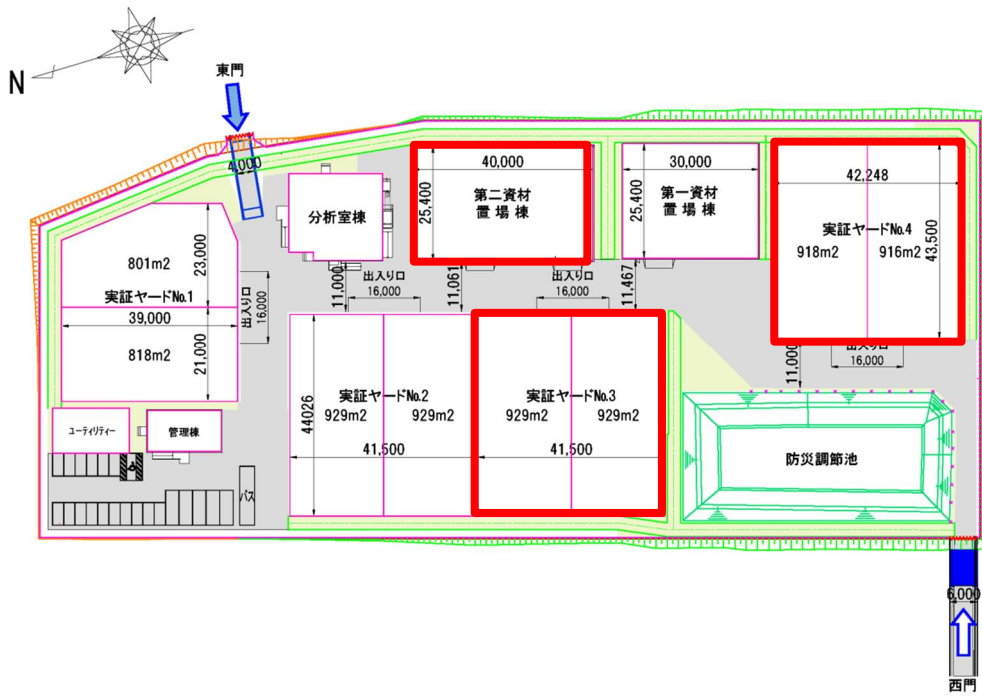 N
東門
4,000
分析室棟
40,000
25,400
第二資材
置場棟
30,000
25,400
第一資材
置場棟
42,248
実証ヤードNo.4
918m2
916m2
43,500
801m2
23,000
実証ヤードNo.1
39,000
818m2
21,000
出入り口
16,000
11,000
出入り口
16,000
11,061
出入り口
16,000
11,467
11,000
出入り口
16,000
実証ヤードNo.2
929m2
929m2
44026
41,500
実証ヤードNo.3
929m2
929m2
41,500
防災調節池
ユーティリティー
管理棟
バス
6,000
西門